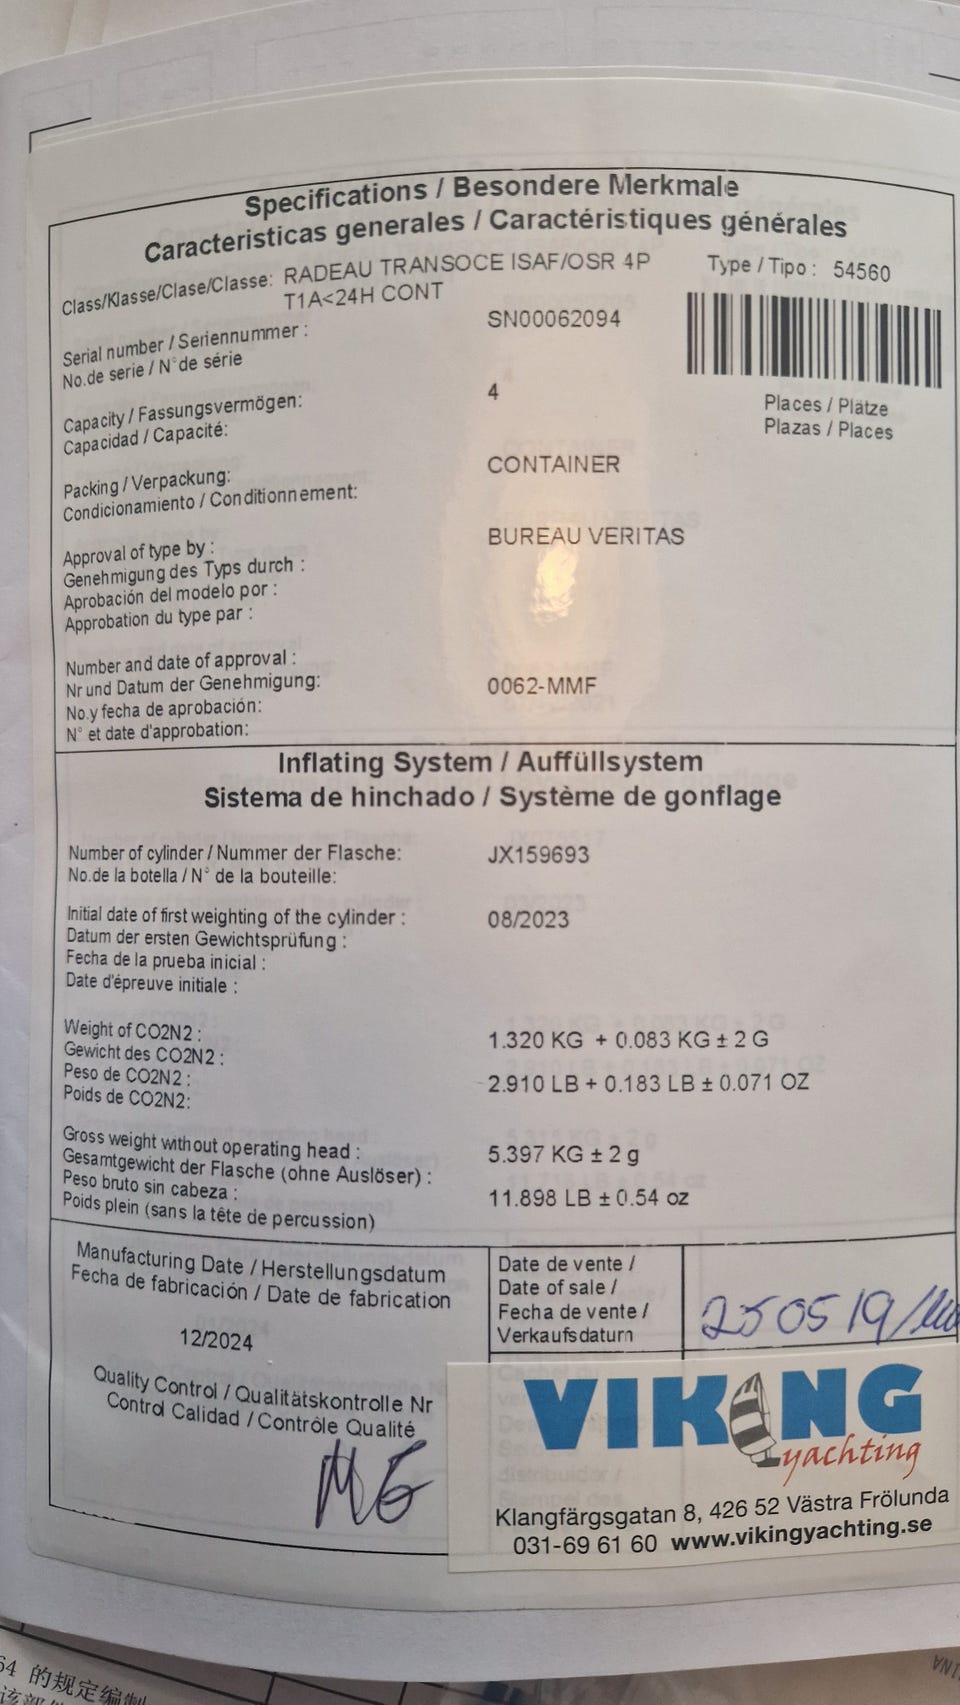 Specifications / Besondere Merkmale
Caracteristicas generales / Caractéristiques générales
Class/Klasse/Clase/Classe: RADEAU TRANSOCE ISAF/OSR 4P
T1A<24H CONT
Type / Tipo : 54560
Serial number / Seriennummer :
No.de serie / N°de série
SN00062094
Capacity / Fassungsvermögen:
Capacidad / Capacité:
4
Places / Plätze
Plazas / Places
Packing / Verpackung:
Condicionamiento / Conditionnement:
CONTAINER
Approval of type by :
Genehmigung des Typs durch :
Aprobación del modelo por :
Approbation du type par :
BUREAU VERITAS
Number and date of approval :
Nr und Datum der Genehmigung:
No.y fecha de aprobación:
N° et date d'approbation:
0062-MMF
Inflating System / Auffüllsystem
Sistema de hinchado / Système de gonflage
Number of cylinder / Nummer der Flasche:
No.de la botella / N° de la bouteille:
JX159693
Initial date of first weighting of the cylinder :
Datum der ersten Gewichtsprüfung :
Fecha de la prueba inicial :
Date d'épreuve initiale :
08/2023
Weight of CO2N2 :
Gewicht des CO2N2 :
Peso de CO2N2 :
Poids de CO2N2:
1.320 KG + 0.083 KG ± 2 G
2.910 LB + 0.183 LB ± 0.071 OZ
Gross weight without operating head :
Gesamtgewicht der Flasche (ohne Auslöser) :
Peso bruto sin cabeza :
Poids plein (sans la tête de percussion)
5.397 KG ± 2 g
11.898 LB ± 0.54 oz
Manufacturing Date / Herstellungsdatum
Fecha de fabricación / Date de fabrication
12/2024
Date de vente /
Date of sale /
Fecha de vente /
Verkaufsdatum
250519/
Quality Control / Qualitätskontrolle Nr
Control Calidad / Contrôle Qualité
MG
VIKING
yachting
Klangfärgsgatan 8, 426 52 Västra Frölunda
031-69 61 60 www.vikingyachting.se
64 的规定编制